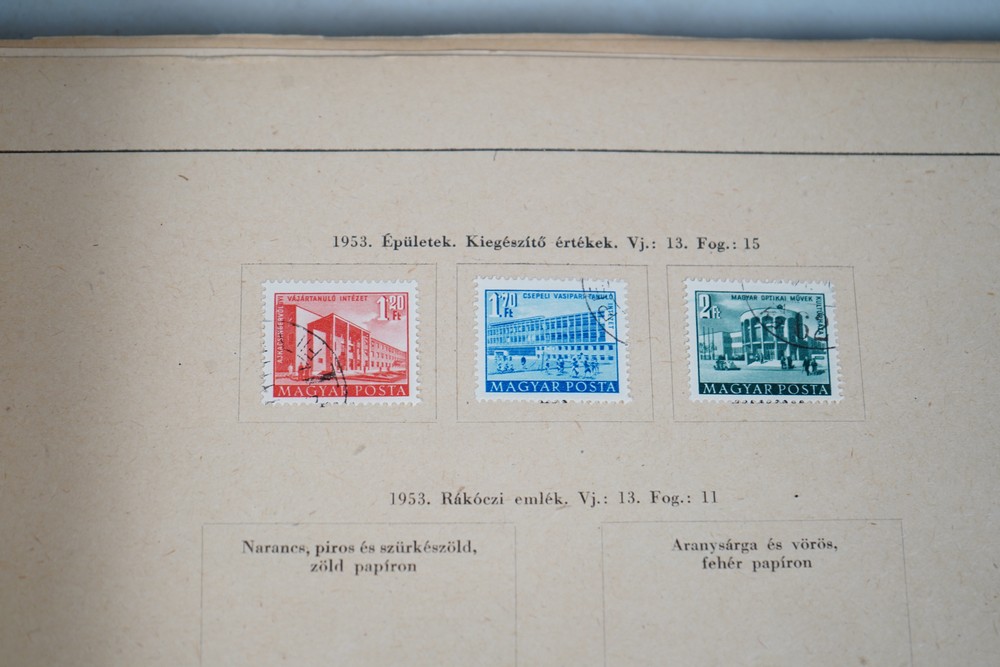 1953. Épületek. Kiegészítő értékek. Vj.: 13. Fog.: 15
VÁJÁRTANULÓ INTÉZET
1.20
Ft
MAGYAR POSTA
CSEPELI VASIPARI TANULÓ
1.70
Ft
MAGYAR POSTA
MAGYAR OPTIKAI MŰVEK
2
Ft
MAGYAR POSTA
1953. Rákóczi emlék. Vj.: 13. Fog.: 11
Narancs, piros és szürkészöld,
zöld papíron
Aranysárga és vörös,
fehér papíron